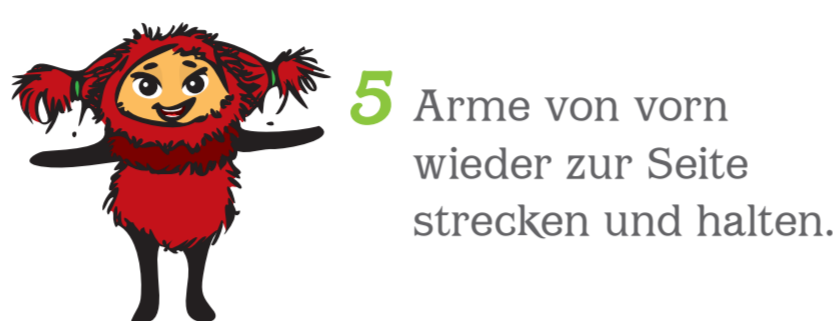 5 Arme von vorn
wieder zur Seite
strecken und halten.